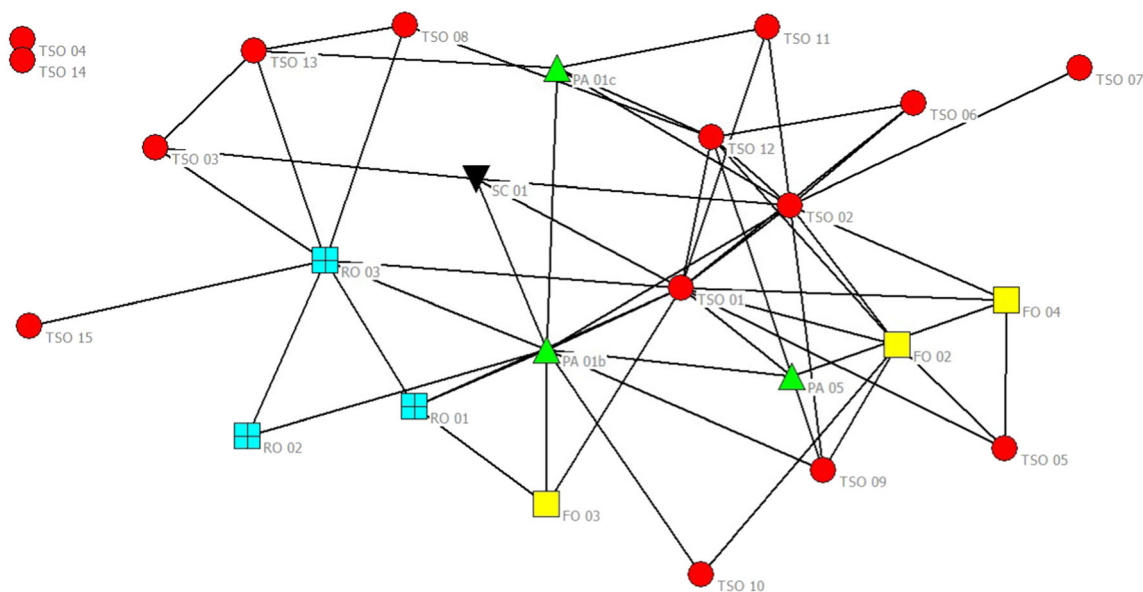 TSO 04
TSO 14
TSO 13
TSO 08
PA 01c
TSO 11
TSO 07
TSO 06
TSO 12
TSO 03
SC 01
TSO 02
RO 03
TSO 01
FO 04
TSO 15
PA 01b
FO 02
PA 05
RO 01
RO 02
TSO 05
TSO 09
FO 03
TSO 10